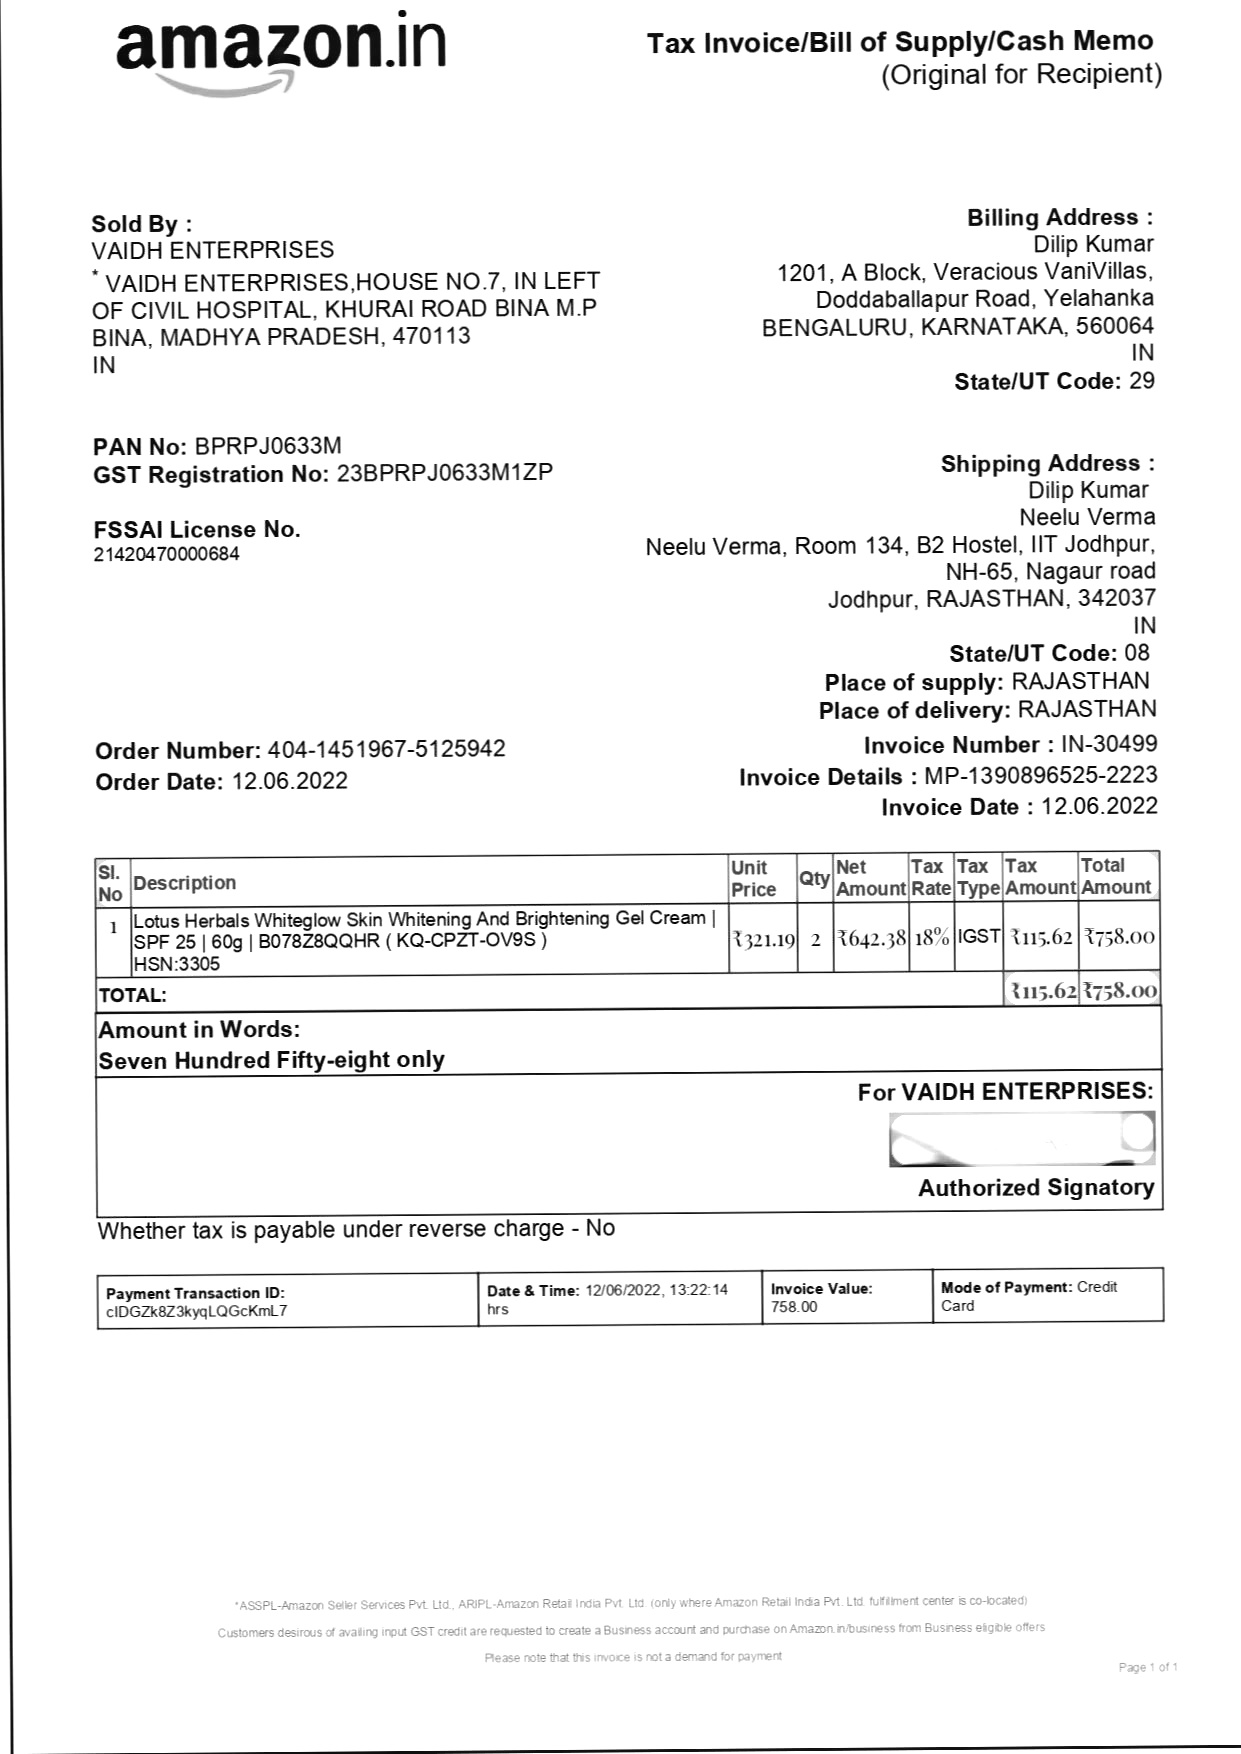 amazon.in
Tax Invoice/Bill of Supply/Cash Memo
(Original for Recipient)
Sold By :
VAIDH ENTERPRISES
* VAIDH ENTERPRISES,HOUSE NO.7, IN LEFT
OF CIVIL HOSPITAL, KHURAI ROAD BINA M.P
BINA, MADHYA PRADESH, 470113
IN
Billing Address :
Dilip Kumar
1201, A Block, Veracious VaniVillas,
Doddaballapur Road, Yelahanka
BENGALURU, KARNATAKA, 560064
IN
State/UT Code: 29
PAN No: BPRPJ0633M
GST Registration No: 23BPRPJ0633M1ZP
FSSAI License No.
21420470000684
Shipping Address :
Dilip Kumar
Neelu Verma
Neelu Verma, Room 134, B2 Hostel, IIT Jodhpur,
NH-65, Nagaur road
Jodhpur, RAJASTHAN, 342037
IN
State/UT Code: 08
Place of supply: RAJASTHAN
Place of delivery: RAJASTHAN
Order Number: 404-1451967-5125942
Order Date: 12.06.2022
Invoice Number : IN-30499
Invoice Details : MP-1390896525-2223
Invoice Date : 12.06.2022
Sl. No Description Unit Price Qty Net Amount Tax Rate Tax Type Tax Amount Total Amount
1 Lotus Herbals Whiteglow Skin Whitening And Brightening Gel Cream |
SPF 25 | 60g | B078Z8QQHR ( KQ-CPZT-OV9S ) ₹321.19 2 ₹642.38 18% IGST ₹115.62 ₹758.00
HSN:3305
TOTAL: ₹115.62 ₹758.00
Amount in Words:
Seven Hundred Fifty-eight only
For VAIDH ENTERPRISES:
Authorized Signatory
Whether tax is payable under reverse charge - No
Payment Transaction ID:
cIDGZk8Z3kyqLQGcKmL7
Date & Time: 12/06/2022, 13:22:14
hrs
Invoice Value:
758.00
Mode of Payment: Credit
Card
*ASSPL-Amazon Seller Services Pvt. Ltd., ARIPL-Amazon Retail India Pvt. Ltd. (only where Amazon Retail India Pvt. Ltd. fulfillment center is co-located)
Customers desirous of availing input GST credit are requested to create a Business account and purchase on Amazon.in/business from Business eligible offers
Please note that this invoice is not a demand for payment
Page 1 of 1